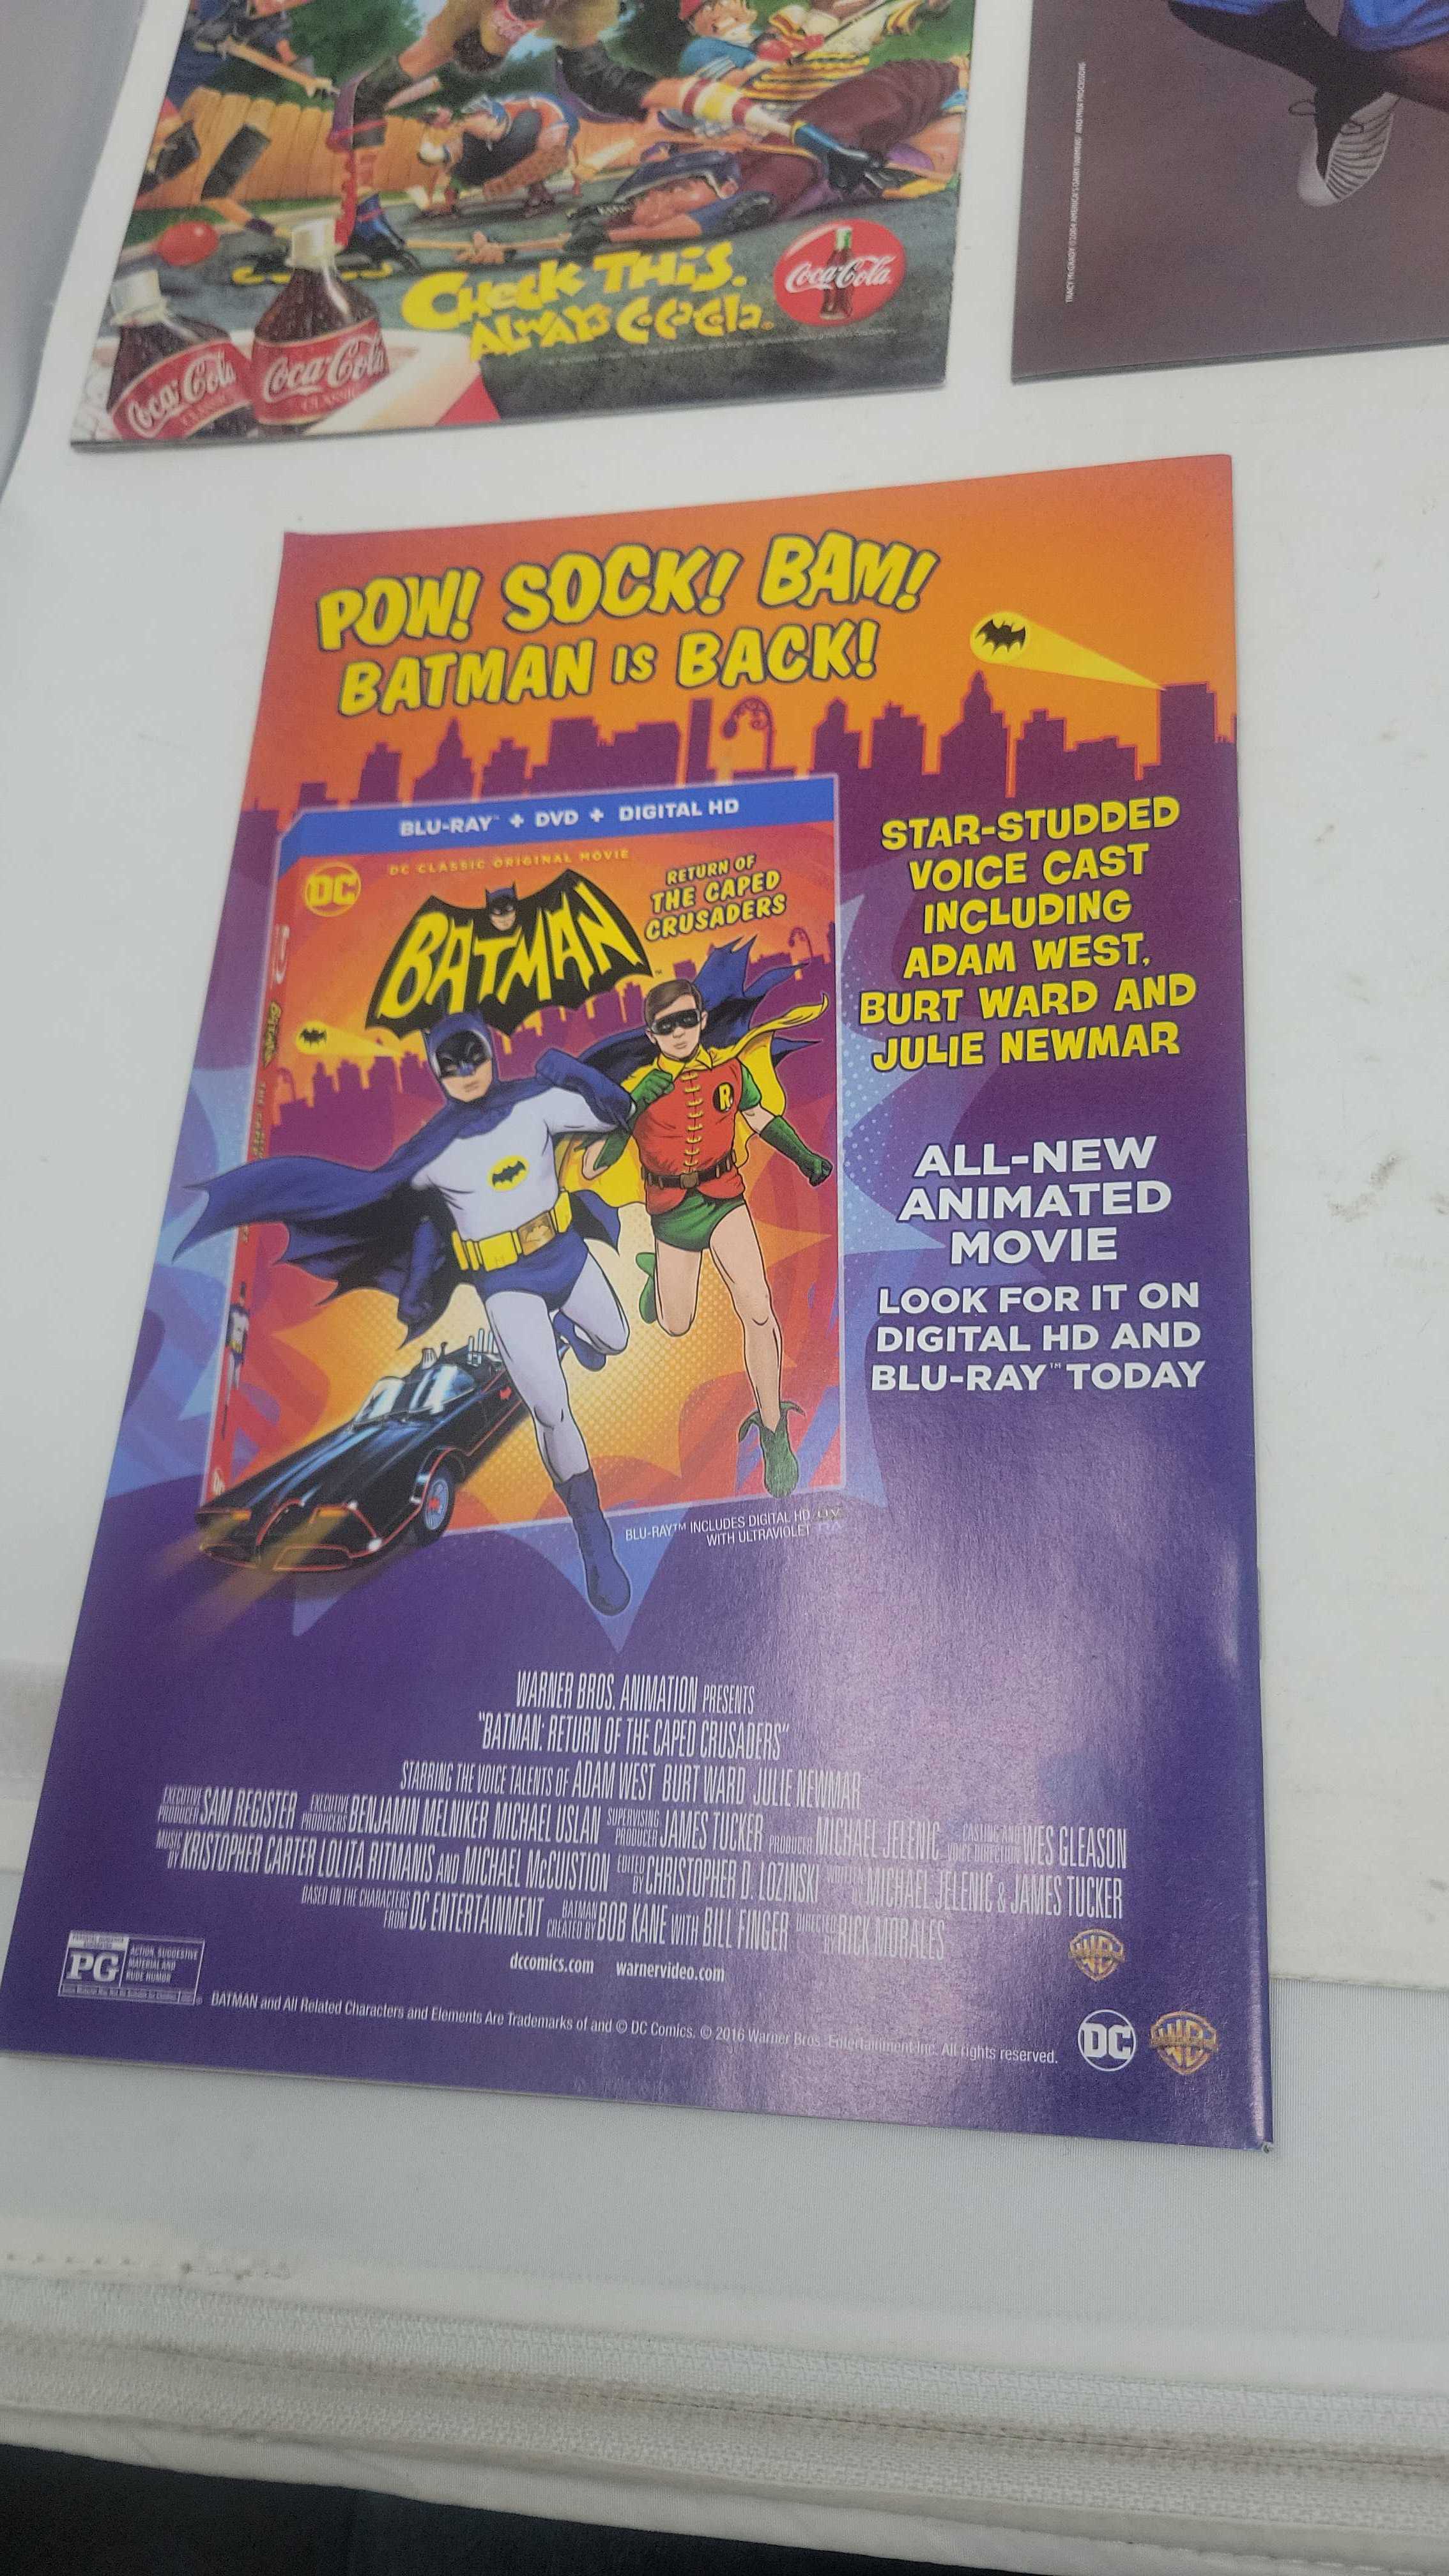 CHECK THIS.
ALWAYS Coca-Cola.
Coca-Cola
Coca-Cola
CLASSIC
Coca-Cola
CLASSIC
POW! SOCK! BAM!
BATMAN IS BACK!
BLU-RAY™ + DVD + DIGITAL HD
DC
DC CLASSIC ORIGINAL MOVIE
BATMAN™
RETURN OF
THE CAPED
CRUSADERS
R
STAR-STUDDED
VOICE CAST
INCLUDING
ADAM WEST,
BURT WARD AND
JULIE NEWMAR
ALL-NEW
ANIMATED
MOVIE
LOOK FOR IT ON
DIGITAL HD AND
BLU-RAY™ TODAY
BLU-RAY™ INCLUDES DIGITAL HD
WITH ULTRAVIOLET
WARNER BROS. ANIMATION PRESENTS
"BATMAN: RETURN OF THE CAPED CRUSADERS"
STARRING THE VOICE TALENTS OF ADAM WEST BURT WARD JULIE NEWMAR
EXECUTIVE PRODUCER SAM REGISTER EXECUTIVE PRODUCERS BENJAMIN MELNIKER MICHAEL USLAN SUPERVISING PRODUCER JAMES TUCKER PRODUCER MICHAEL JELENIC CASTING AND VOICE DIRECTION WES GLEASON
MUSIC BY KRISTOPHER CARTER LOLITA RITMANIS AND MICHAEL McCUISTION EDITED BY CHRISTOPHER D. LOZINSKI MICHAEL JELENIC & JAMES TUCKER
BASED ON THE CHARACTERS FROM DC ENTERTAINMENT BATMAN CREATED BY BOB KANE WITH BILL FINGER DIRECTED BY RICK MORALES
dccomics.com warnervideo.com
PG
ACTION, SUGGESTIVE
MATERIAL AND
RUDE HUMOR
BATMAN and All Related Characters and Elements Are Trademarks of and © DC Comics. © 2016 Warner Bros. Entertainment Inc. All rights reserved.
WB
DC
WB